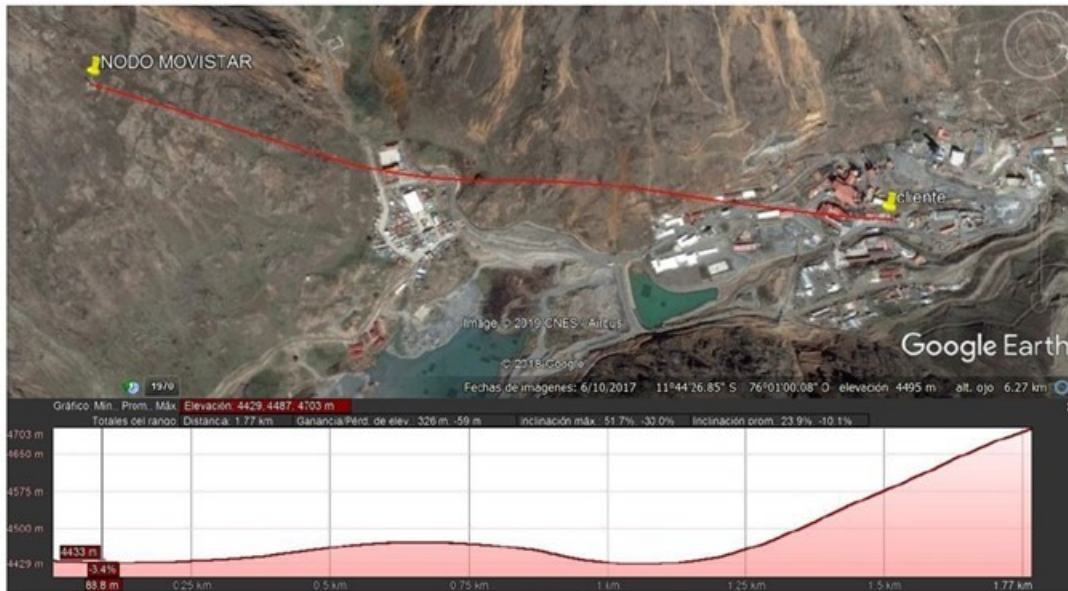 NODO MOVISTAR
cliente
Image © 2019 CNES / Airbus
© 2018 Google
Google Earth
1970
Fechas de imágenes: 6/10/2017 11°44'26.85" S 76°01'00.08" O elevación 4495 m alt. ojo 6.27 km
Gráfico: Mín., Prom., Máx. Elevación: 4429, 4487, 4703 m
Totales del rango: Distancia: 1.77 km Ganancia/Pérd. de elev.: 326 m, -59 m Inclinación máx.: 51.7%, -30.0% Inclinación prom.: 23.9%, -10.1%
4703 m
4650 m
4575 m
4500 m
4429 m
4433 m
-3.4%
88.8 m 0.25 km 0.5 km 0.75 km 1 km 1.25 km 1.5 km 1.77 km